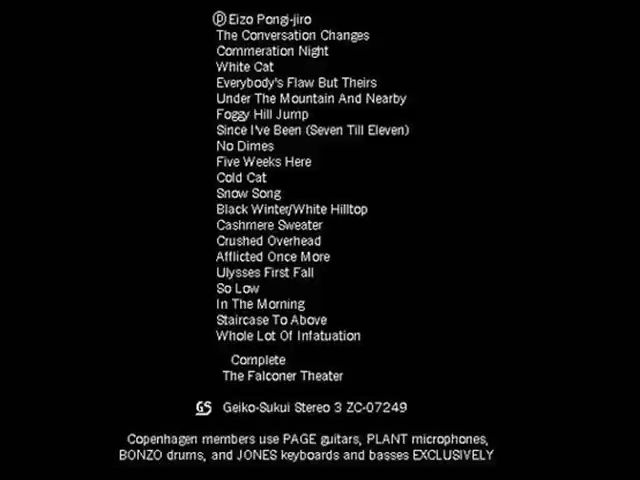 Ⓟ Eizo Pongi-jiro
The Conversation Changes
Commeration Night
White Cat
Everybody's Flaw But Theirs
Under The Mountain And Nearby
Foggy Hill Jump
Since I've Been (Seven Till Eleven)
No Dimes
Five Weeks Here
Cold Cat
Snow Song
Black Winter/White Hilltop
Cashmere Sweater
Crushed Overhead
Afflicted Once More
Ulysses First Fall
So Low
In The Morning
Staircase To Above
Whole Lot Of Infatuation
Complete
The Falconer Theater
GS Geiko-Sukui Stereo 3 ZC-07249
Copenhagen members use PAGE guitars, PLANT microphones,
BONZO drums, and JONES keyboards and basses EXCLUSIVELY